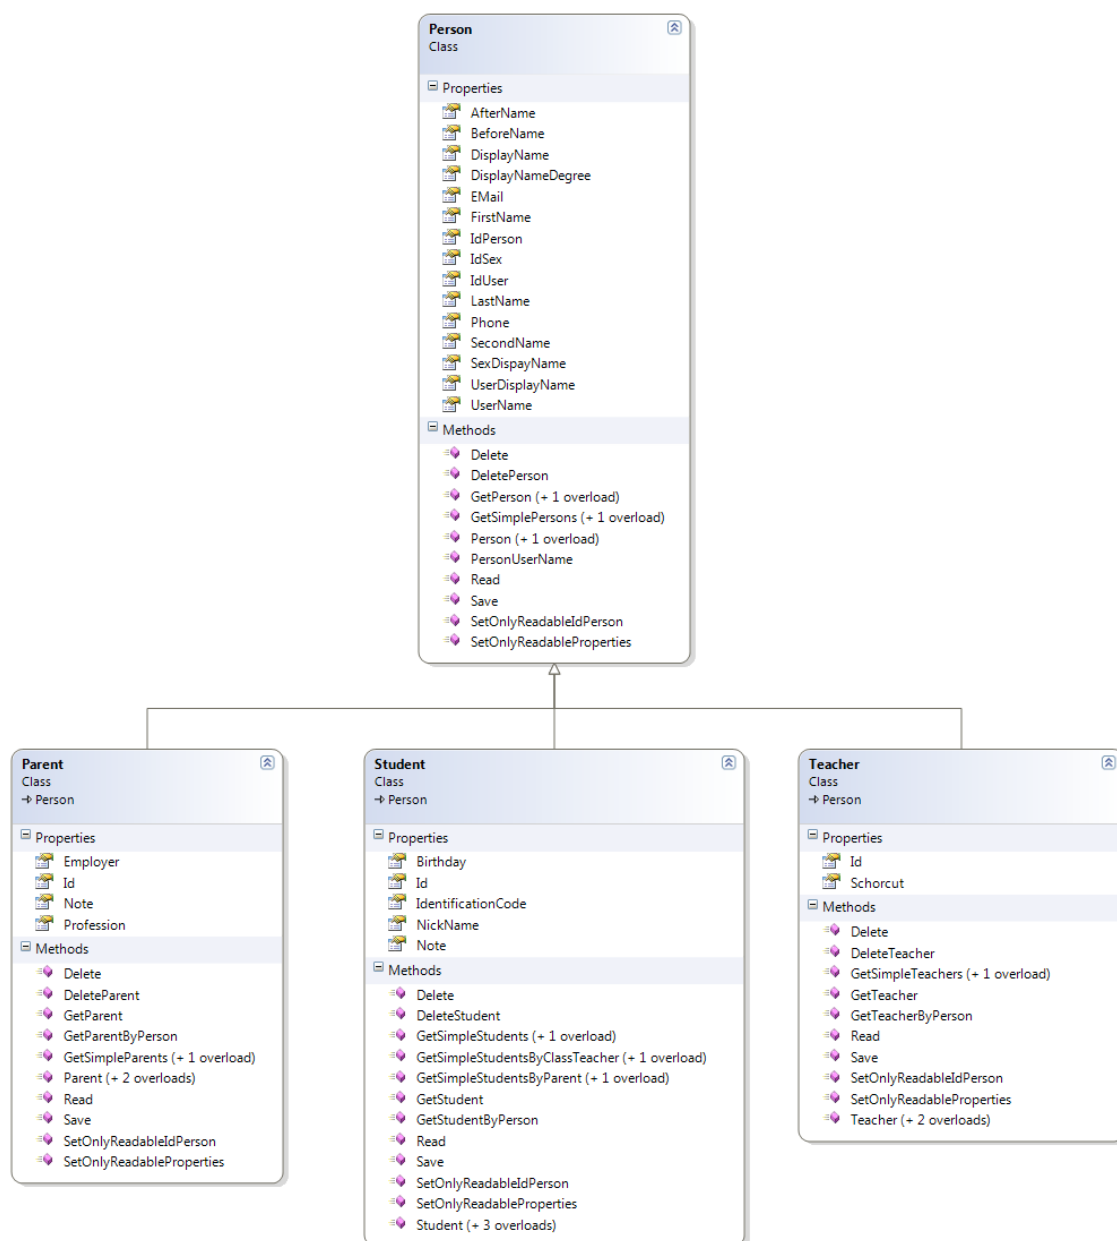 Person
Class
Properties
AfterName
BeforeName
DisplayName
DisplayNameDegree
EMail
FirstName
IdPerson
IdSex
IdUser
LastName
Phone
SecondName
SexDispayName
UserDisplayName
UserName
Methods
Delete
DeletePerson
GetPerson (+ 1 overload)
GetSimplePersons (+ 1 overload)
Person (+ 1 overload)
PersonUserName
Read
Save
SetOnlyReadableIdPerson
SetOnlyReadableProperties
Parent
Class
Person
Properties
Employer
Id
Note
Profession
Methods
Delete
DeleteParent
GetParent
GetParentByPerson
GetSimpleParents (+ 1 overload)
Parent (+ 2 overloads)
Read
Save
SetOnlyReadableIdPerson
SetOnlyReadableProperties
Student
Class
Person
Properties
Birthday
Id
IdentificationCode
NickName
Note
Methods
Delete
DeleteStudent
GetSimpleStudents (+ 1 overload)
GetSimpleStudentsByClassTeacher (+ 1 overload)
GetSimpleStudentsByParent (+ 1 overload)
GetStudent
GetStudentByPerson
Read
Save
SetOnlyReadableIdPerson
SetOnlyReadableProperties
Student (+ 3 overloads)
Teacher
Class
Person
Properties
Id
Schorcut
Methods
Delete
DeleteTeacher
GetSimpleTeachers (+ 1 overload)
GetTeacher
GetTeacherByPerson
Read
Save
SetOnlyReadableIdPerson
SetOnlyReadableProperties
Teacher (+ 2 overloads)